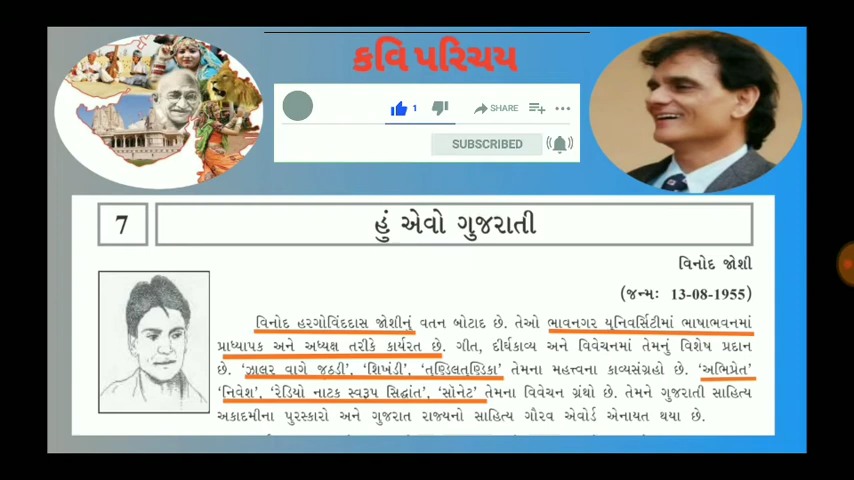 કવિ પરિચય
1 SHARE
SUBSCRIBED
7 હું એવો ગુજરાતી
વિનોદ જોશી
(જન્મ: 13-08-1955)
વિનોદ હરગોવિંદદાસ જોશીનું વતન બોટાદ છે. તેઓ ભાવનગર યૂનિવર્સિટીમાં ભાષાભવનમાં
પ્રાધ્યાપક અને અધ્યક્ષ તરીકે કાર્યરત છે. ગીત, દીર્ઘકાવ્ય અને વિવેચનમાં તેમનું વિશેષ પ્રદાન
છે. ‘ઝાલર વાગે જૂઠડી’, ‘શિખંડી’, ‘તુણ્ડિલતુણ્ડિકા’ તેમના મહત્ત્વના કાવ્યસંગ્રહો છે. ‘અભિપ્રેત’
‘નિવેશ’, ‘રેડિયો નાટક સ્વરૂપ સિદ્ધાંત’, ‘સૉનેટ’ તેમના વિવેચન ગ્રંથો છે. તેમને ગુજરાતી સાહિત્ય
અકાદમીના પુરસ્કારો અને ગુજરાત રાજ્યનો સાહિત્ય ગૌરવ એવોર્ડ એનાયત થયા છે.